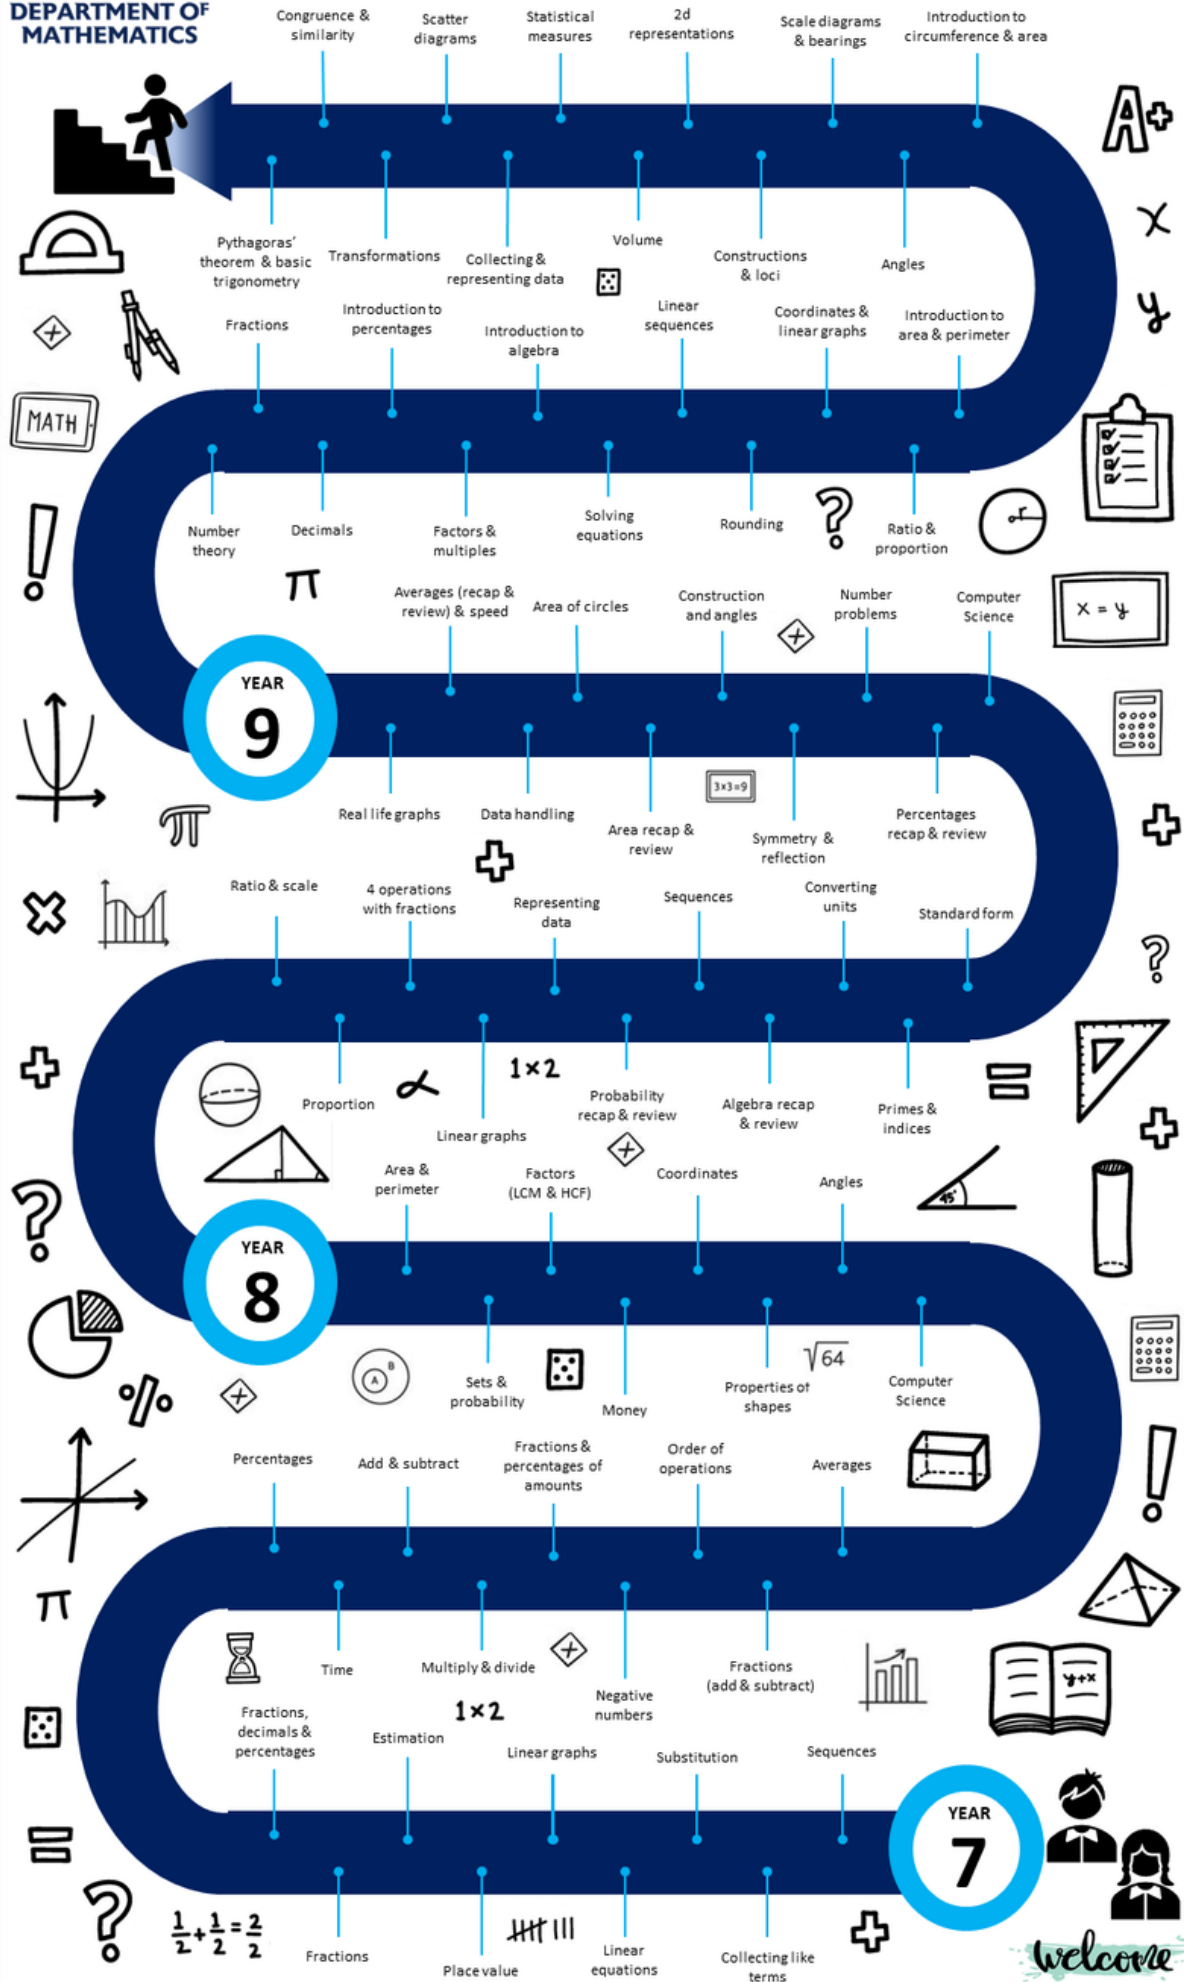 DEPARTMENT OF
MATHEMATICS
Congruence &
similarity
Scatter
diagrams
Statistical
measures
2d
representations
Scale diagrams
& bearings
Introduction to
circumference & area
A+
Pythagoras'
theorem & basic
trigonometry
Transformations
Collecting &
representing data
Volume
Constructions
& loci
Angles
x
y
Fractions
Introduction to
percentages
Introduction to
algebra
Linear
sequences
Coordinates &
linear graphs
Introduction to
area & perimeter
MATH
Number
theory
Decimals
Factors &
multiples
Solving
equations
Rounding
?
Ratio &
proportion
r
!
π
Averages (recap &
review) & speed
Area of circles
Construction
and angles
Number
problems
Computer
Science
x = y
YEAR
9
Real life graphs
Data handling
Area recap &
review
3x3=9
Symmetry &
reflection
Percentages
recap & review
π
+
+
×
Ratio & scale
4 operations
with fractions
Representing
data
Sequences
Converting
units
Standard form
?
+
Proportion
α
Linear graphs
1×2
Probability
recap & review
Algebra recap
& review
Primes &
indices
=
+
Area &
perimeter
Factors
(LCM & HCF)
Coordinates
Angles
45°
?
YEAR
8
A
B
Sets &
probability
Money
Properties of
shapes
√64
Computer
Science
%
Percentages
Add & subtract
Fractions &
percentages of
amounts
Order of
operations
Averages
!
π
Time
Multiply & divide
1×2
Negative
numbers
Fractions
(add & subtract)
y+x
Fractions,
decimals &
percentages
Estimation
Linear graphs
Substitution
Sequences
YEAR
7
=
?
1/2 + 1/2 = 2/2
Fractions
Place value
Linear
equations
Collecting like
terms
+
welcome